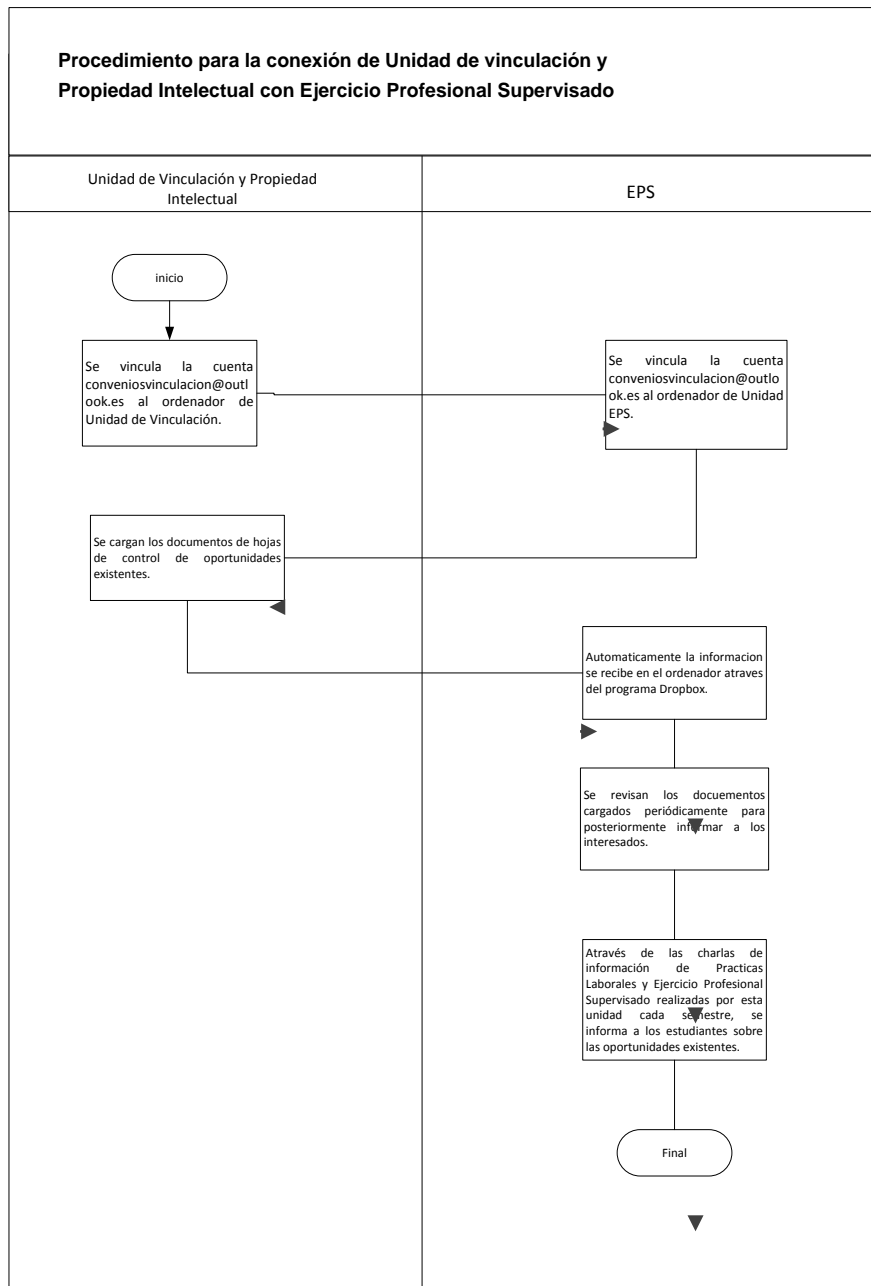 Procedimiento para la conexión de Unidad de vinculación y
Propiedad Intelectual con Ejercicio Profesional Supervisado
Unidad de Vinculación y Propiedad
Intelectual
EPS
inicio
Se vincula la cuenta
conveniosvinculacion@outl
ook.es al ordenador de
Unidad de Vinculación.
Se vincula la cuenta
conveniosvinculacion@outlo
ok.es al ordenador de Unidad
EPS.
Se cargan los documentos de hojas
de control de oportunidades
existentes.
Automaticamente la informacion
se recibe en el ordenador atraves
del programa Dropbox.
Se revisan los docuementos
cargados periódicamente para
posteriormente informar a los
interesados.
Através de las charlas de
información de Practicas
Laborales y Ejercicio Profesional
Supervisado realizadas por esta
unidad cada semestre, se
informa a los estudiantes sobre
las oportunidades existentes.
Final